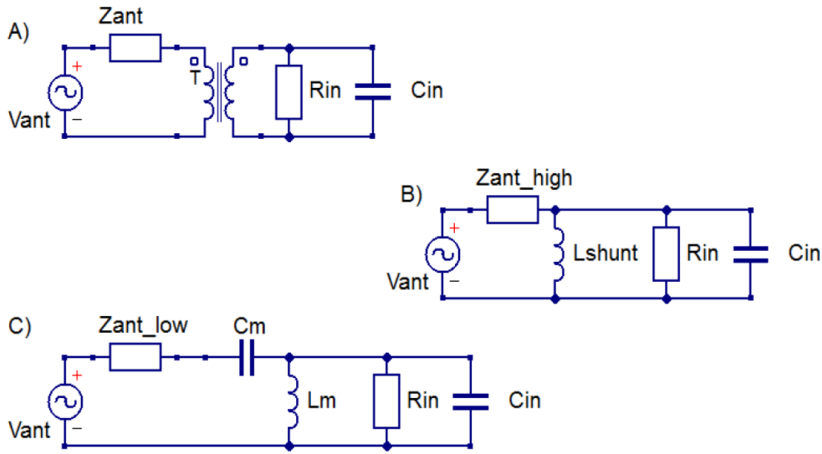 A)
Zant
+
T
Rin
Cin
Vant
−
B)
Zant_high
+
Lshunt
Rin
Cin
Vant
−
C)
Zant_low
Cm
+
Lm
Rin
Cin
Vant
−